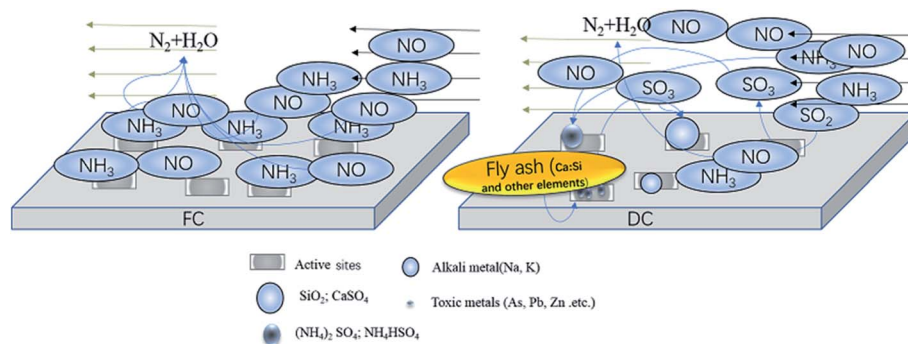 N₂+H₂O
NO
NH₃
NH₃
NO
NO
NO
NH₃
NH₃
NH₃
NH₃
NO
NH₃
NO
FC
N₂+H₂O
NO
NO
NO
NH₃
NO
SO₃
SO₃
NH₃
SO₂
NO
NH₃
Fly ash (Ca:Si
and other elements)
DC
Active sites
Alkali metal(Na, K)
SiO₂; CaSO₄
Toxic metals (As, Pb, Zn .etc.)
(NH₄)₂ SO₄; NH₄HSO₄